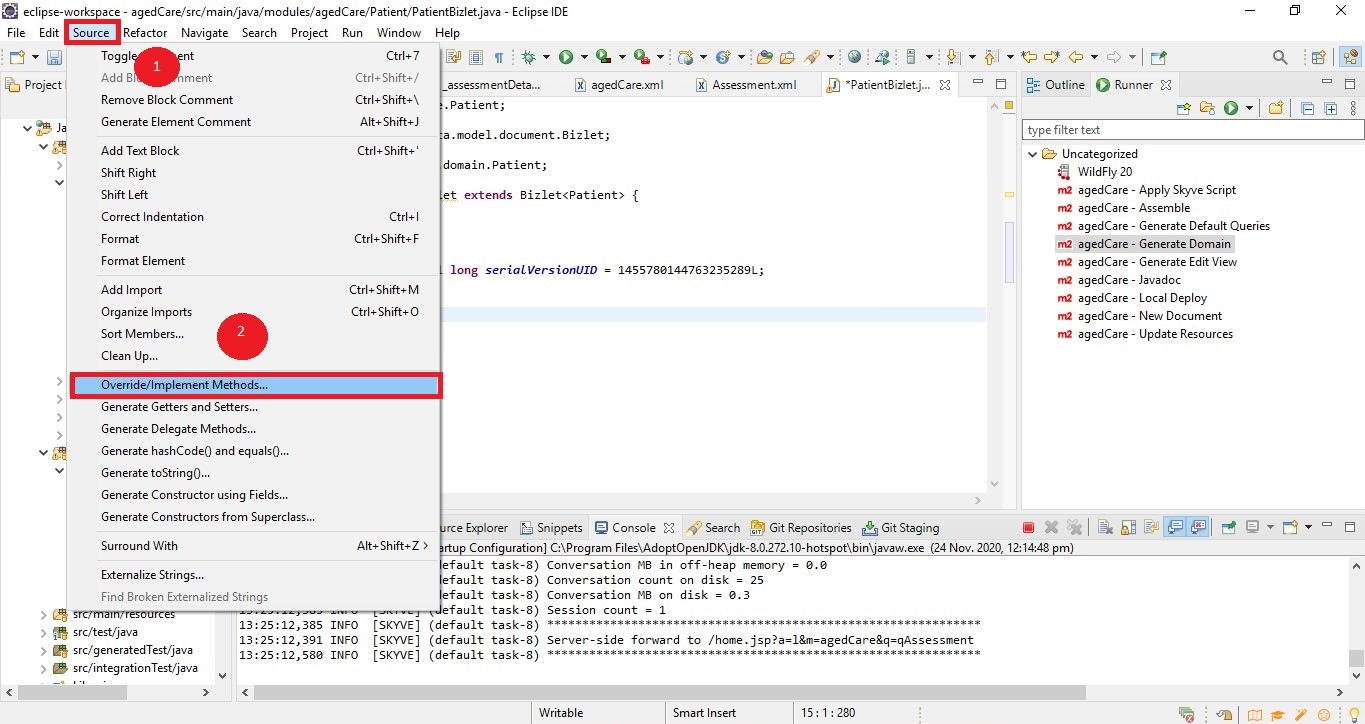 eclipse-workspace - agedCare/src/main/java/modules/agedCare/Patient/PatientBizlet.java - Eclipse IDE
File Edit Source Refactor Navigate Search Project Run Window Help
Toggle Comment Ctrl+7
1
Add Block Comment Ctrl+Shift+/
Remove Block Comment Ctrl+Shift+\
Generate Element Comment Alt+Shift+J
Add Text Block Ctrl+Shift+'
Shift Right
Shift Left
Correct Indentation Ctrl+I
Format Ctrl+Shift+F
Format Element
Add Import Ctrl+Shift+M
Organize Imports Ctrl+Shift+O
Sort Members...
2
Clean Up...
Override/Implement Methods...
Generate Getters and Setters...
Generate Delegate Methods...
Generate hashCode() and equals()...
Generate toString()...
Generate Constructor using Fields...
Generate Constructors from Superclass...
Surround With Alt+Shift+Z
Externalize Strings...
Find Broken Externalized Strings
Project
Ja
src/main/resources
src/test/java
src/generatedTest/java
src/integrationTest/java
_assessmentDeta... agedCare.xml Assessment.xml *PatientBizlet.j...
e.Patient;
ca.model.document.Bizlet;
domain.Patient;
let extends Bizlet<Patient> {
l long serialVersionUID = 1455780144763235289L;
Outline Runner
type filter text
Uncategorized
WildFly 20
agedCare - Apply Skyve Script
agedCare - Assemble
agedCare - Generate Default Queries
agedCare - Generate Domain
agedCare - Generate Edit View
agedCare - Javadoc
agedCare - Local Deploy
agedCare - New Document
agedCare - Update Resources
urce Explorer Snippets Console Search Git Repositories Git Staging
artup Configuration] C:\Program Files\AdoptOpenJDK\jdk-8.0.272.10-hotspot\bin\javaw.exe (24 Nov. 2020, 12:14:48 pm)
(default task-8) Conversation MB in off-heap memory = 0.0
(default task-8) Conversation count on disk = 25
(default task-8) Conversation MB on disk = 0.3
13:25:12,385 INFO [SKYVE] (default task-8) Session count = 1
13:25:12,385 INFO [SKYVE] (default task-8) **********************************************************
13:25:12,391 INFO [SKYVE] (default task-8) Server-side forward to /home.jsp?a=l&m=agedCare&q=qAssessment
13:25:12,580 INFO [SKYVE] (default task-8) **********************************************************
Writable Smart Insert 15 : 1 : 280